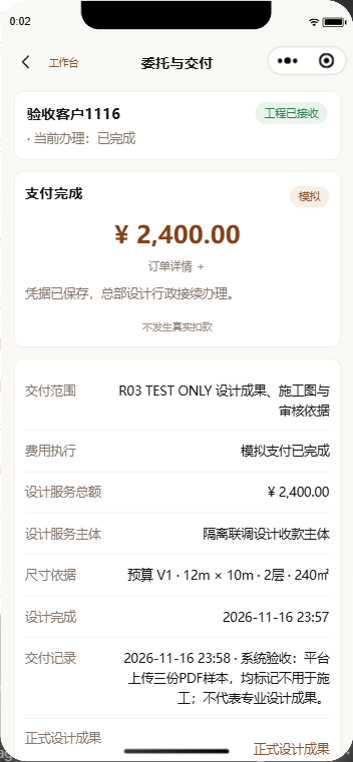 0:02
工作台
委托与交付
验收客户1116
工程已接收
· 当前办理：已完成
支付完成
模拟
¥ 2,400.00
订单详情 +
凭据已保存，总部设计行政接续办理。
不发生真实扣款
交付范围
R03 TEST ONLY 设计成果、施工图与
审核依据
费用执行
模拟支付已完成
设计服务总额
¥ 2,400.00
设计服务主体
隔离联调设计收款主体
尺寸依据
预算 V1 · 12m × 10m · 2层 · 240㎡
设计完成
2026-11-16 23:57
交付记录
2026-11-16 23:58 · 系统验收：平台
上传三份PDF样本，均标记不用于施
工；不代表专业设计成果。
正式设计成果
正式设计成果